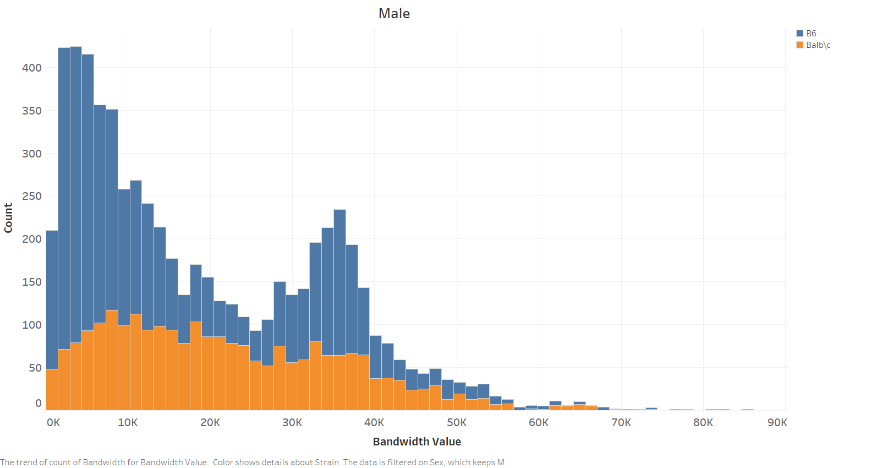 Male
B6
Balb\c
400
350
300
250
200
150
100
50
0
Count
0K 10K 20K 30K 40K 50K 60K 70K 80K 90K
Bandwidth Value
The trend of count of Bandwidth for Bandwidth Value. Color shows details about Strain. The data is filtered on Sex, which keeps M